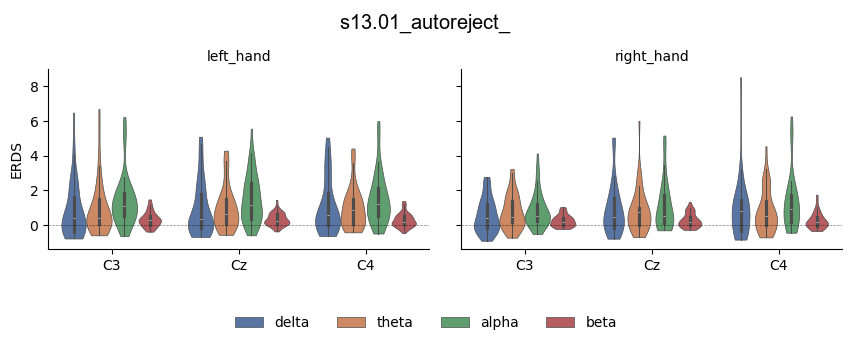 s13.01_autoreject_
left_hand
right_hand
ERDS
8
6
4
2
0
C3 Cz C4
C3 Cz C4
delta theta alpha beta